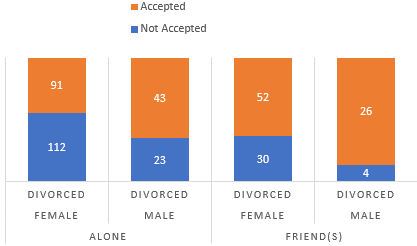 Accepted
Not Accepted
91 43 52 26
112 23 30 4
DIVORCED DIVORCED DIVORCED DIVORCED
FEMALE MALE FEMALE MALE
ALONE FRIEND(S)